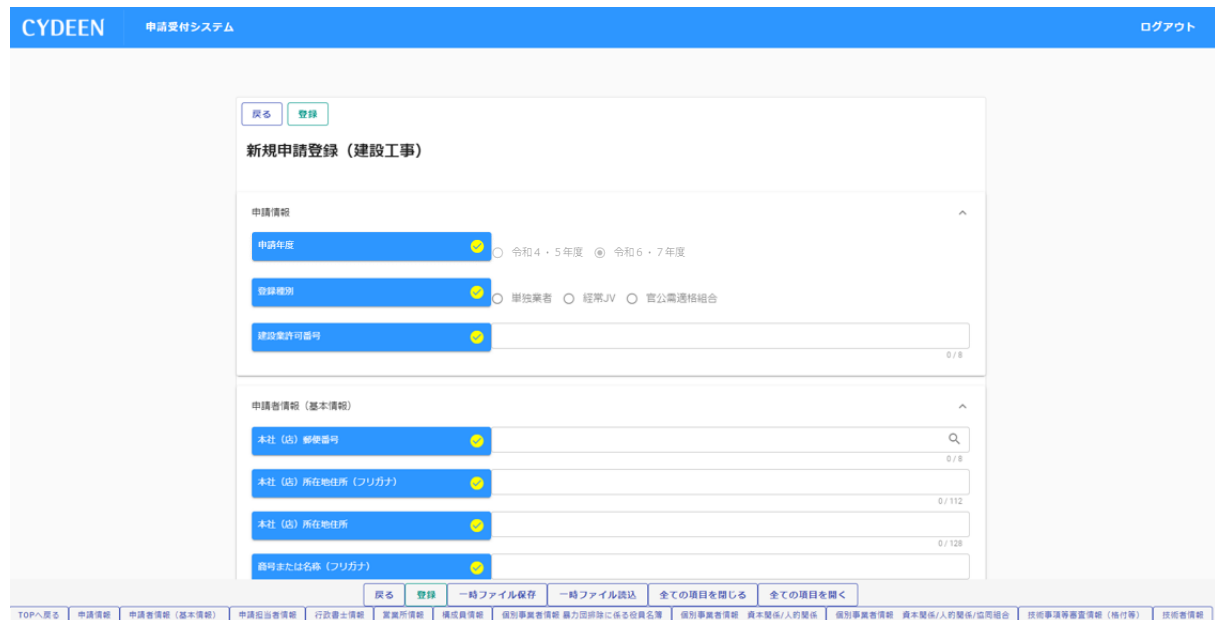 CYDEEN 申請受付システム ログアウト
戻る 登録
新規申請登録（建設工事）
申請情報
申請年度 令和4・5年度 令和6・7年度
登録種別 単独業者 経常JV 官公需適格組合
建設業許可番号
0 / 8
申請者情報（基本情報）
本社（店）郵便番号
0 / 8
本社（店）所在地住所（フリガナ）
0 / 112
本社（店）所在地住所
0 / 128
商号または名称（フリガナ）
戻る 登録 一時ファイル保存 一時ファイル読込 全ての項目を閉じる 全ての項目を開く
TOPへ戻る 申請情報 申請者情報（基本情報） 申請担当者情報 行政書士情報 営業所情報 構成員情報 個別事業者情報 暴力団排除に係る役員名簿 個別事業者情報 資本関係/人的関係 個別事業者情報 資本関係/人的関係/協同組合 技術事項等審査情報（格付等） 技術者情報